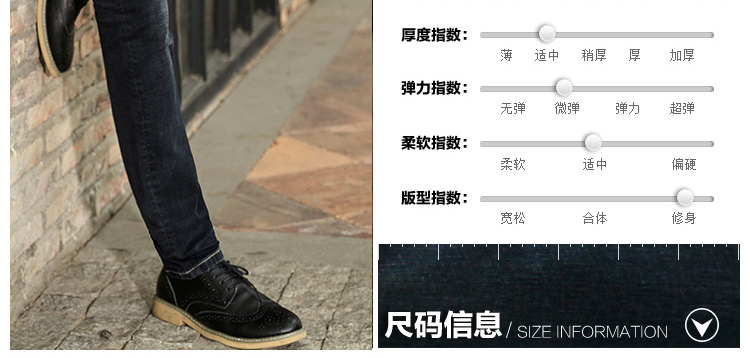 厚度指数：
薄 适中 稍厚 厚 加厚
弹力指数：
无弹 微弹 弹力 超弹
柔软指数：
柔软 适中 偏硬
版型指数：
宽松 合体 修身
尺码信息 / SIZE INFORMATION